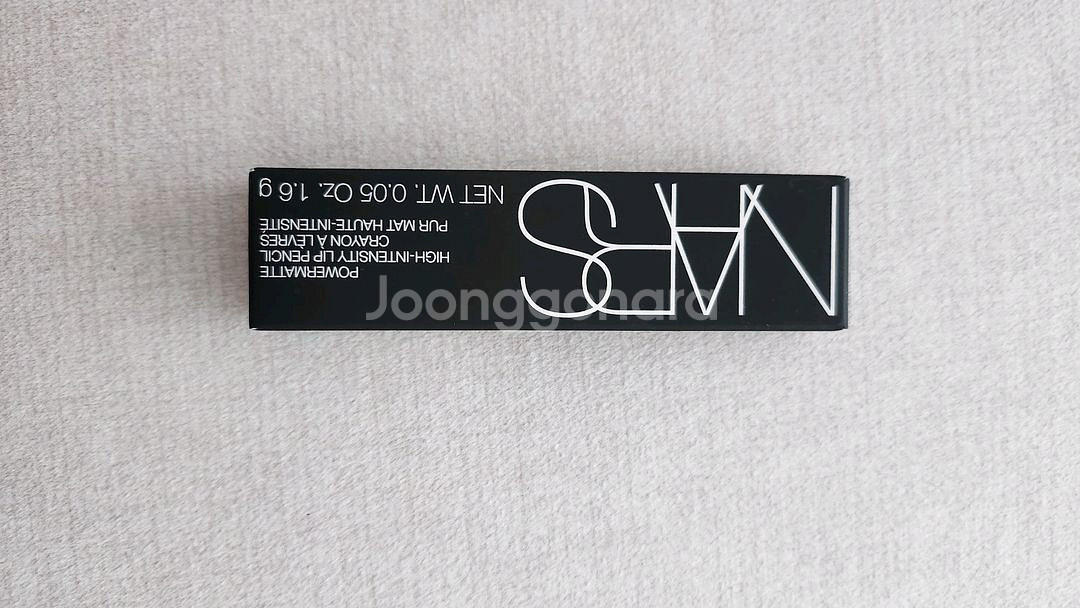 NARS
POWERMATTE
HIGH-INTENSITY LIP PENCIL
CRAYON À LÈVRES
PUR MAT HAUTE-INTENSITÉ
NET WT. 0.05 Oz. 1.6 g
Joonggonara